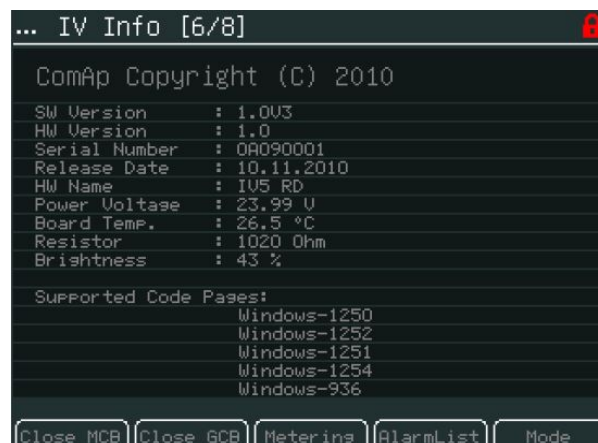 ... IV Info [6/8]
ComAp Copyright (C) 2010
SW Version : 1.0V3
HW Version : 1.0
Serial Number : 0A090001
Release Date : 10.11.2010
HW Name : IV5 RD
Power Voltage : 23.99 V
Board Temp. : 26.5 °C
Resistor : 1020 Ohm
Brightness : 43 %
Supported Code Pages:
Windows-1250
Windows-1252
Windows-1251
Windows-1254
Windows-936
Close MCB Close GCB Metering AlarmList Mode